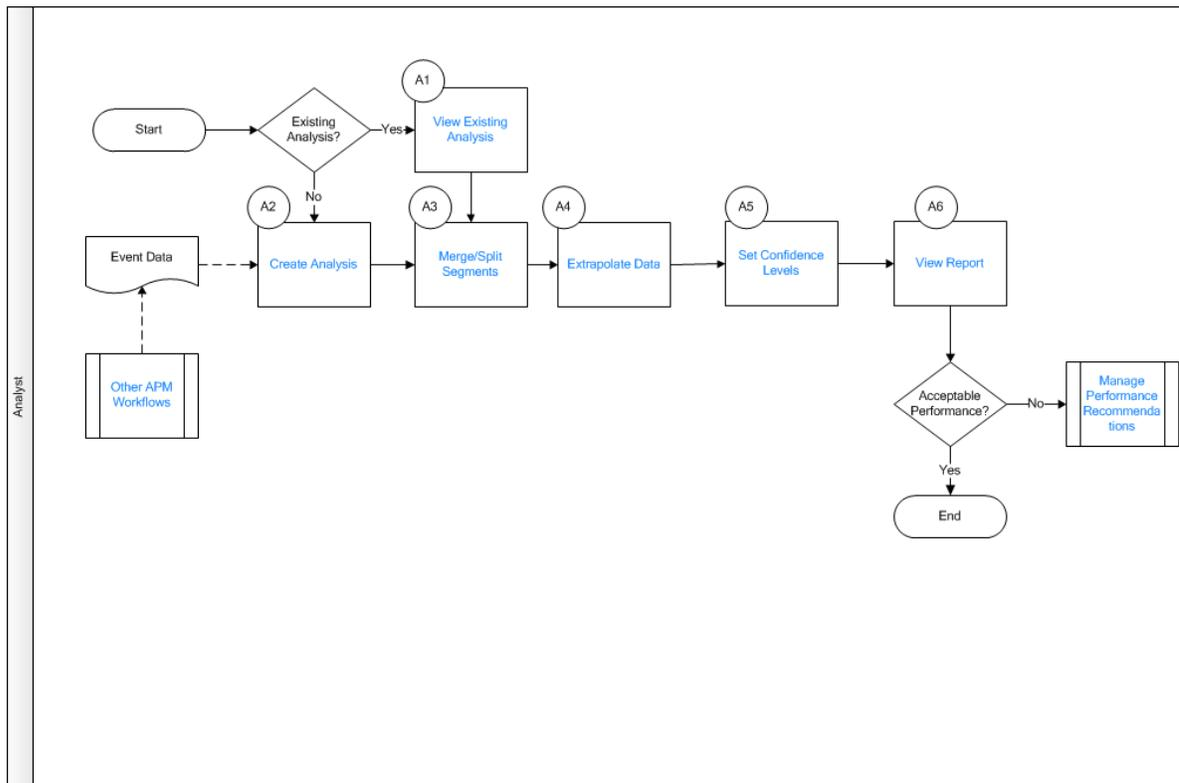 A1
Start
Existing
Analysis?
Yes
View Existing
Analysis
No
A2
A3
A4
A5
A6
Event Data
Create Analysis
Merge/Split
Segments
Extrapolate Data
Set Confidence
Levels
View Report
Other APM
Workflows
Analyst
Acceptable
Performance?
No
Manage
Performance
Recommenda
tions
Yes
End